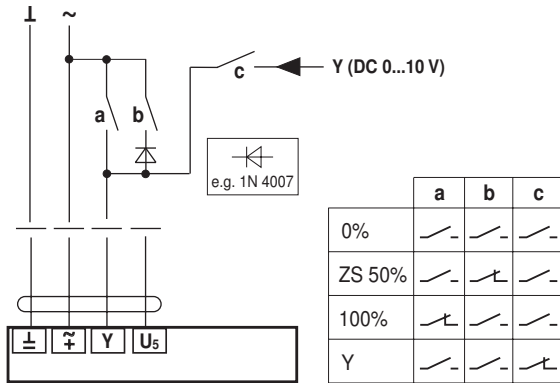 ⊥ ~
a b c Y (DC 0...10 V)
e.g. 1N 4007
a b c
0%
ZS 50%
100%
Y
⊥ ~+ Y U5